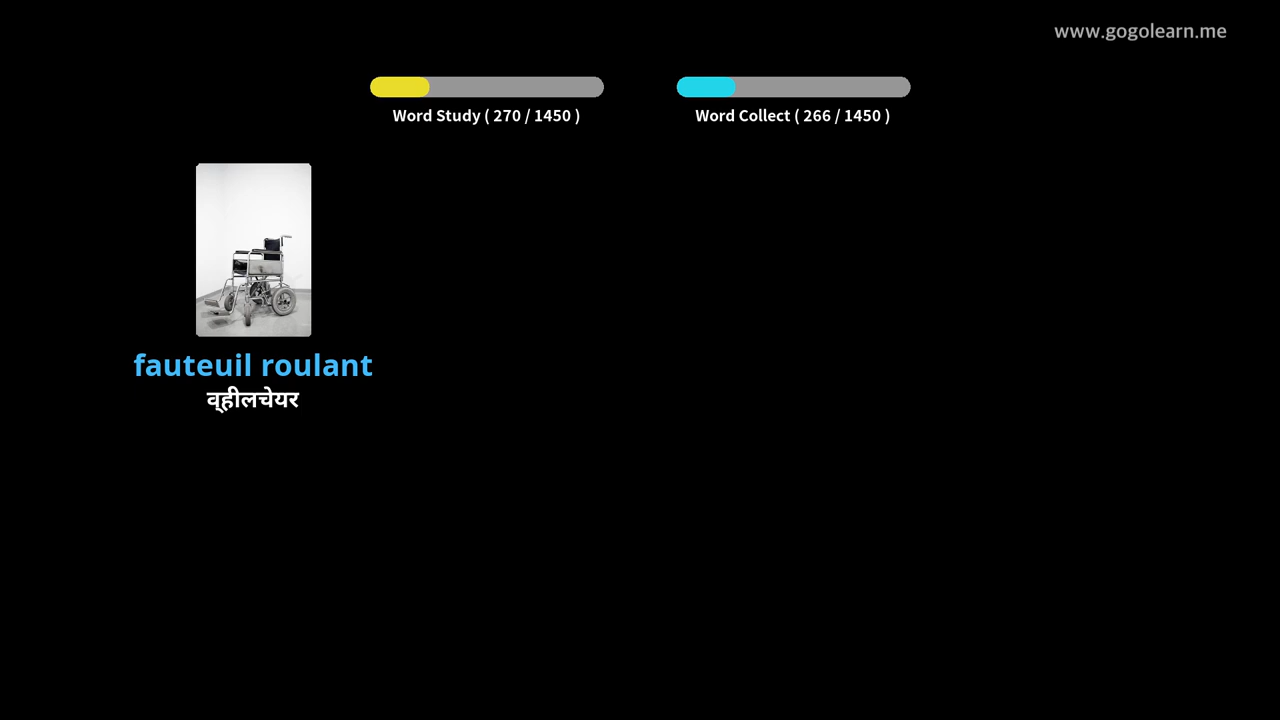 www.gogolearn.me
Word Study ( 270 / 1450 )
Word Collect ( 266 / 1450 )
fauteuil roulant
व्हीलचेयर